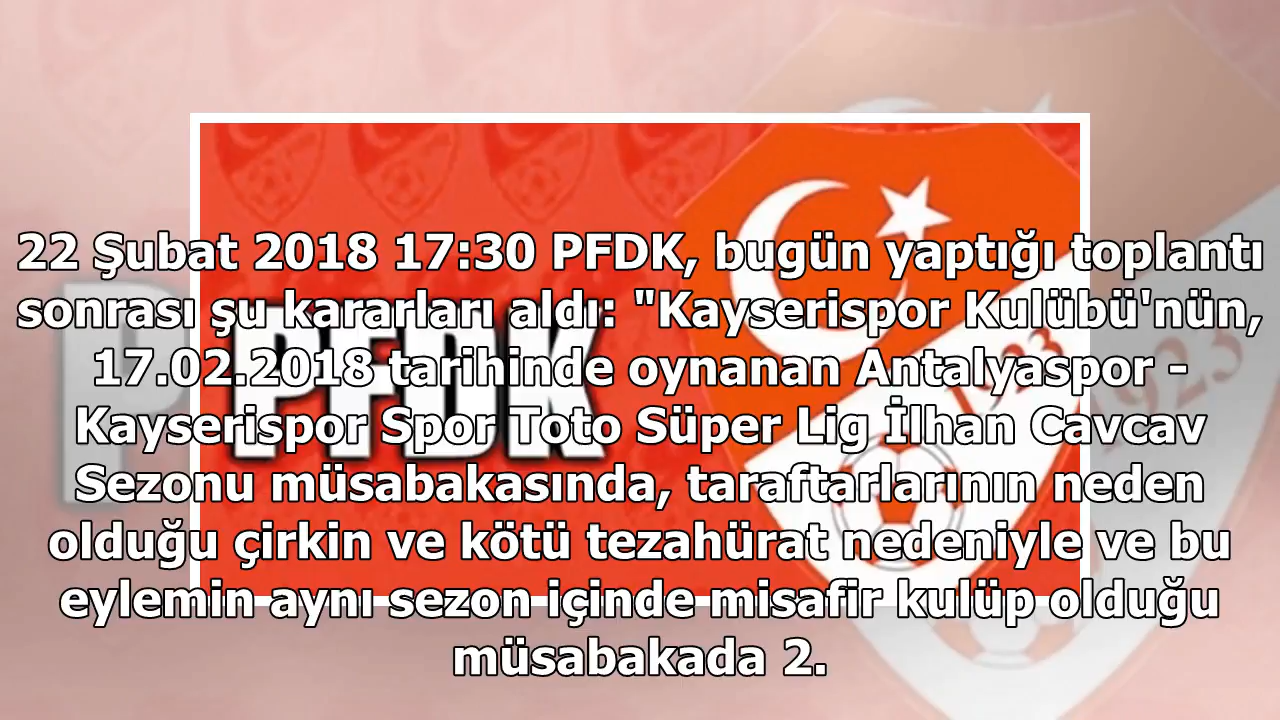 22 Şubat 2018 17:30 PFDK, bugün yaptığı toplantı
sonrası şu kararları aldı: "Kayserispor Kulübü'nün,
17.02.2018 tarihinde oynanan Antalyaspor -
Kayserispor Spor Toto Süper Lig İlhan Cavcav
Sezonu müsabakasında, taraftarlarının neden
olduğu çirkin ve kötü tezahürat nedeniyle ve bu
eylemin aynı sezon içinde misafir kulüp olduğu
müsabakada 2.
PFDK
1923
1923